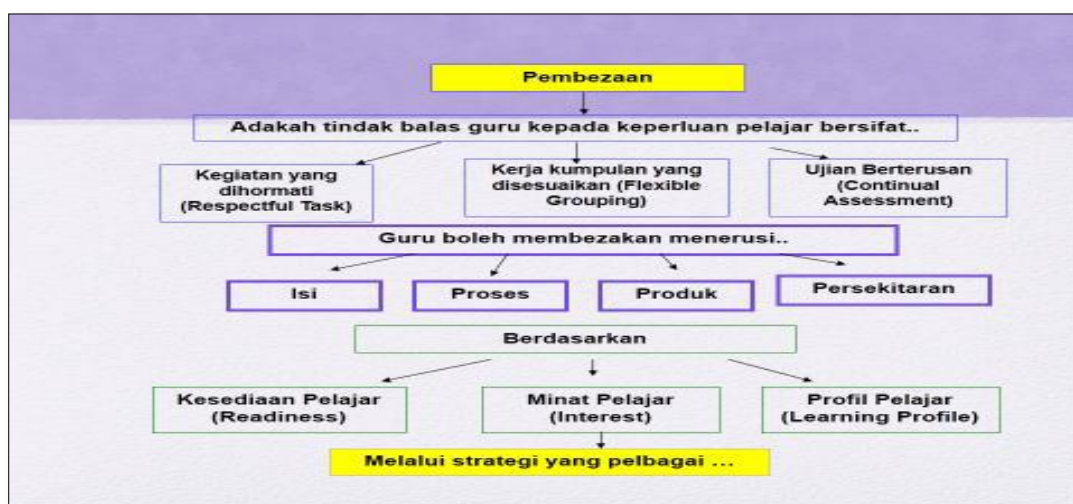 Pembezaan
Adakah tindak balas guru kepada keperluan pelajar bersifat..
Kegiatan yang
dihormati
(Respectful Task)
Kerja kumpulan yang
disesuaikan (Flexible
Grouping)
Ujian Berterusan
(Continual
Assessment)
Guru boleh membezakan menerusi..
Isi
Proses
Produk
Persekitaran
Berdasarkan
Kesediaan Pelajar
(Readiness)
Minat Pelajar
(Interest)
Profil Pelajar
(Learning Profile)
Melalui strategi yang pelbagai ...